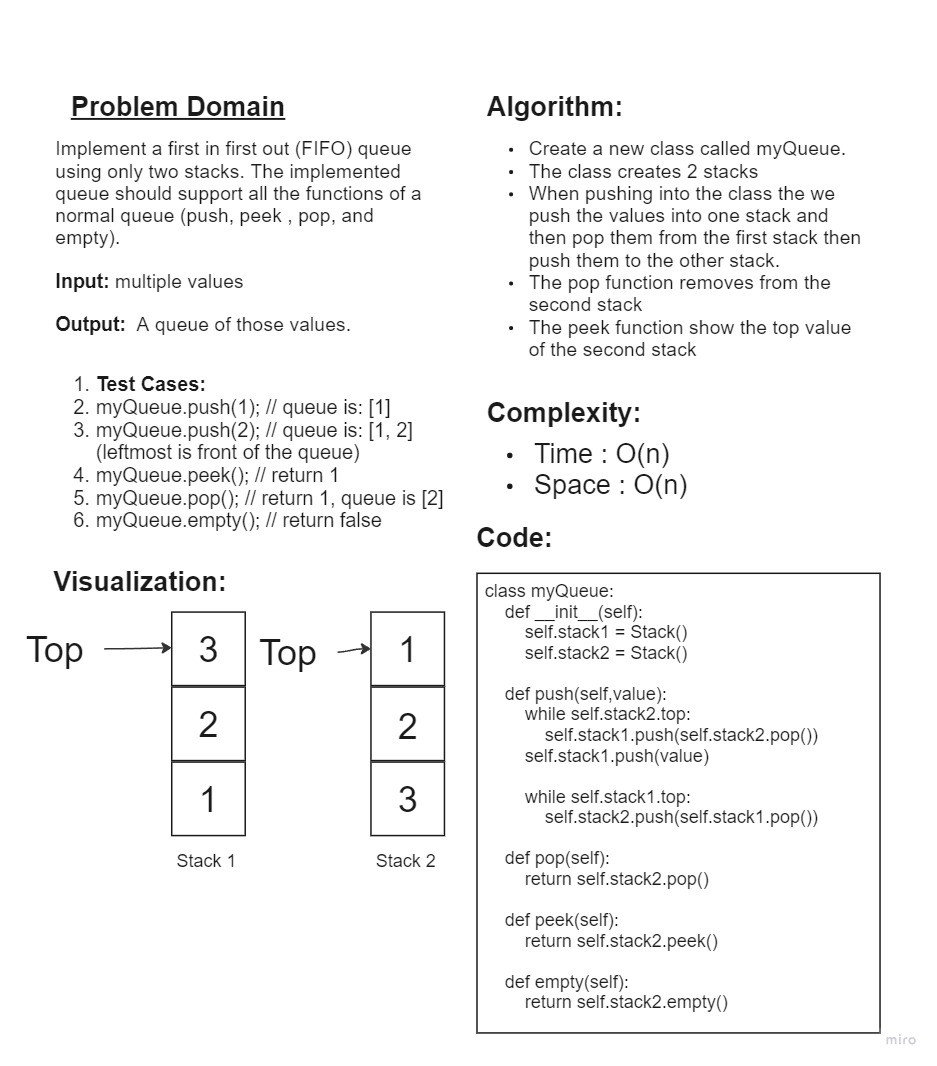 Problem Domain
Implement a first in first out (FIFO) queue
using only two stacks. The implemented
queue should support all the functions of a
normal queue (push, peek , pop, and
empty).
Input: multiple values
Output:  A queue of those values.
1. Test Cases:
2. myQueue.push(1); // queue is: [1]
3. myQueue.push(2); // queue is: [1, 2]
(leftmost is front of the queue)
4. myQueue.peek(); // return 1
5. myQueue.pop(); // return 1, queue is [2]
6. myQueue.empty(); // return false
Visualization:
Top
3
2
1
Stack 1
Top
1
2
3
Stack 2
Algorithm:
• Create a new class called myQueue.
• The class creates 2 stacks
• When pushing into the class the we
push the values into one stack and
then pop them from the first stack then
push them to the other stack.
• The pop function removes from the
second stack
• The peek function show the top value
of the second stack
Complexity:
• Time : O(n)
• Space : O(n)
Code:
class myQueue:
def __init__(self):
self.stack1 = Stack()
self.stack2 = Stack()
def push(self,value):
while self.stack2.top:
self.stack1.push(self.stack2.pop())
self.stack1.push(value)
while self.stack1.top:
self.stack2.push(self.stack1.pop())
def pop(self):
return self.stack2.pop()
def peek(self):
return self.stack2.peek()
def empty(self):
return self.stack2.empty()
miro